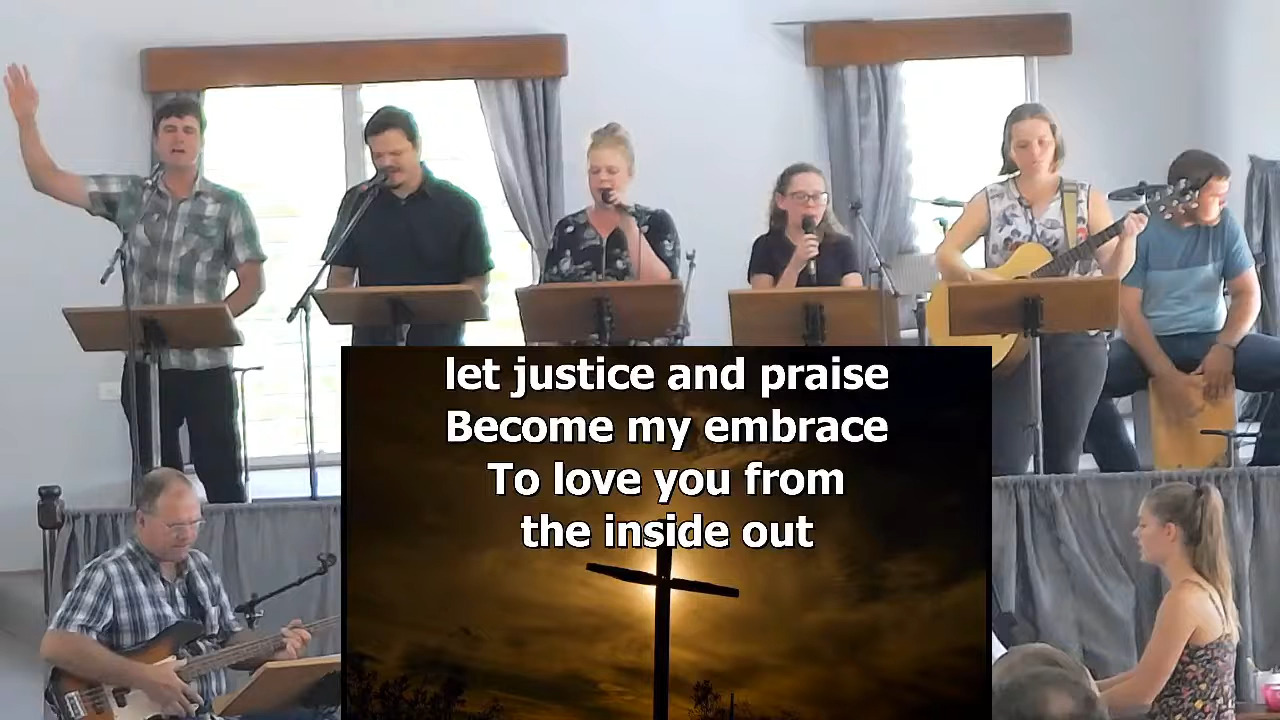 let justice and praise
Become my embrace
To love you from
the inside out